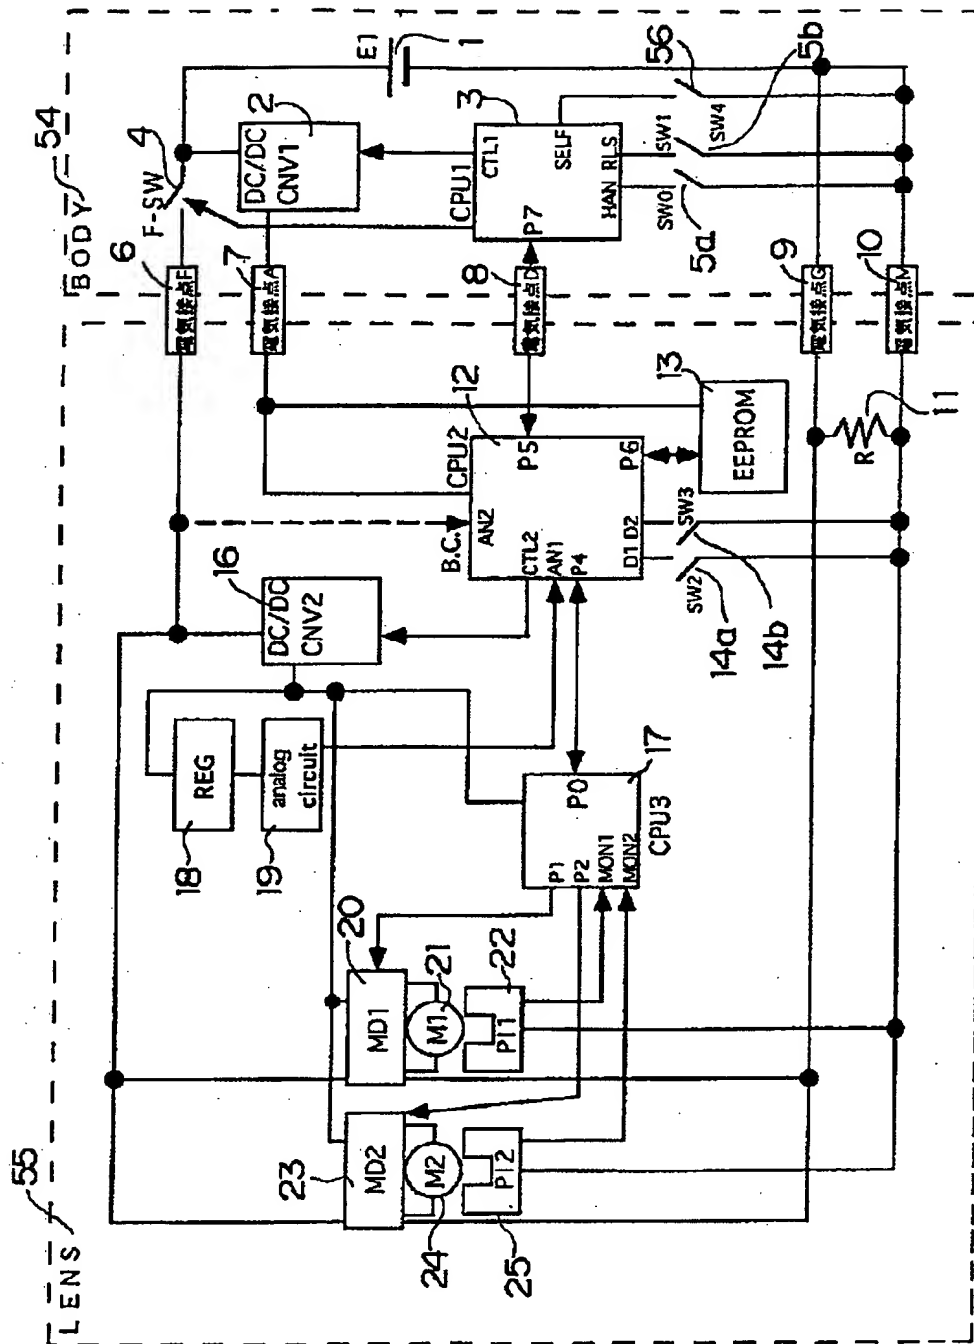 BODY
54
E1
1
4
F-SW
2
DC/DC
CNV1
3
CPU1
CTL1
P7
SELF
HAN
RLS
SW0
SW1
SW4
5a
5b
56
6
電気接点F
7
電気接点A
8
電気接点D
9
電気接点G
10
電気接点M
LENS
55
12
CPU2
AN2
B.C.
CTL2
AN1
P4
P5
P6
D1 D2
13
EEPROM
SW2
SW3
14a
14b
R
11
16
DC/DC
CNV2
REG
18
analog
circuit
19
17
CPU3
P0
P1
P2
MON1
MON2
20
MD1
M1
21
PI1
22
MD2
23
M2
24
PI2
25